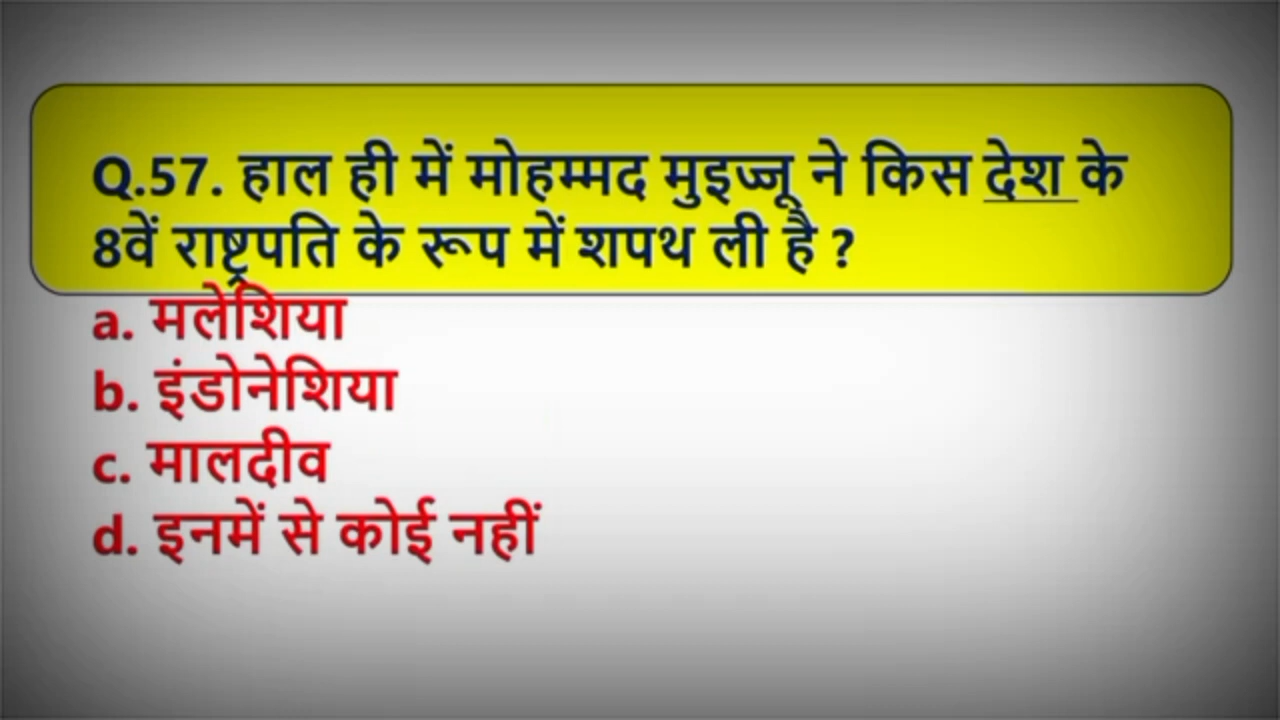 Q.57. हाल ही में मोहम्मद मुइज्जू ने किस देश के
8वें राष्ट्रपति के रूप में शपथ ली है ?
a. मलेशिया
b. इंडोनेशिया
c. मालदीव
d. इनमें से कोई नहीं